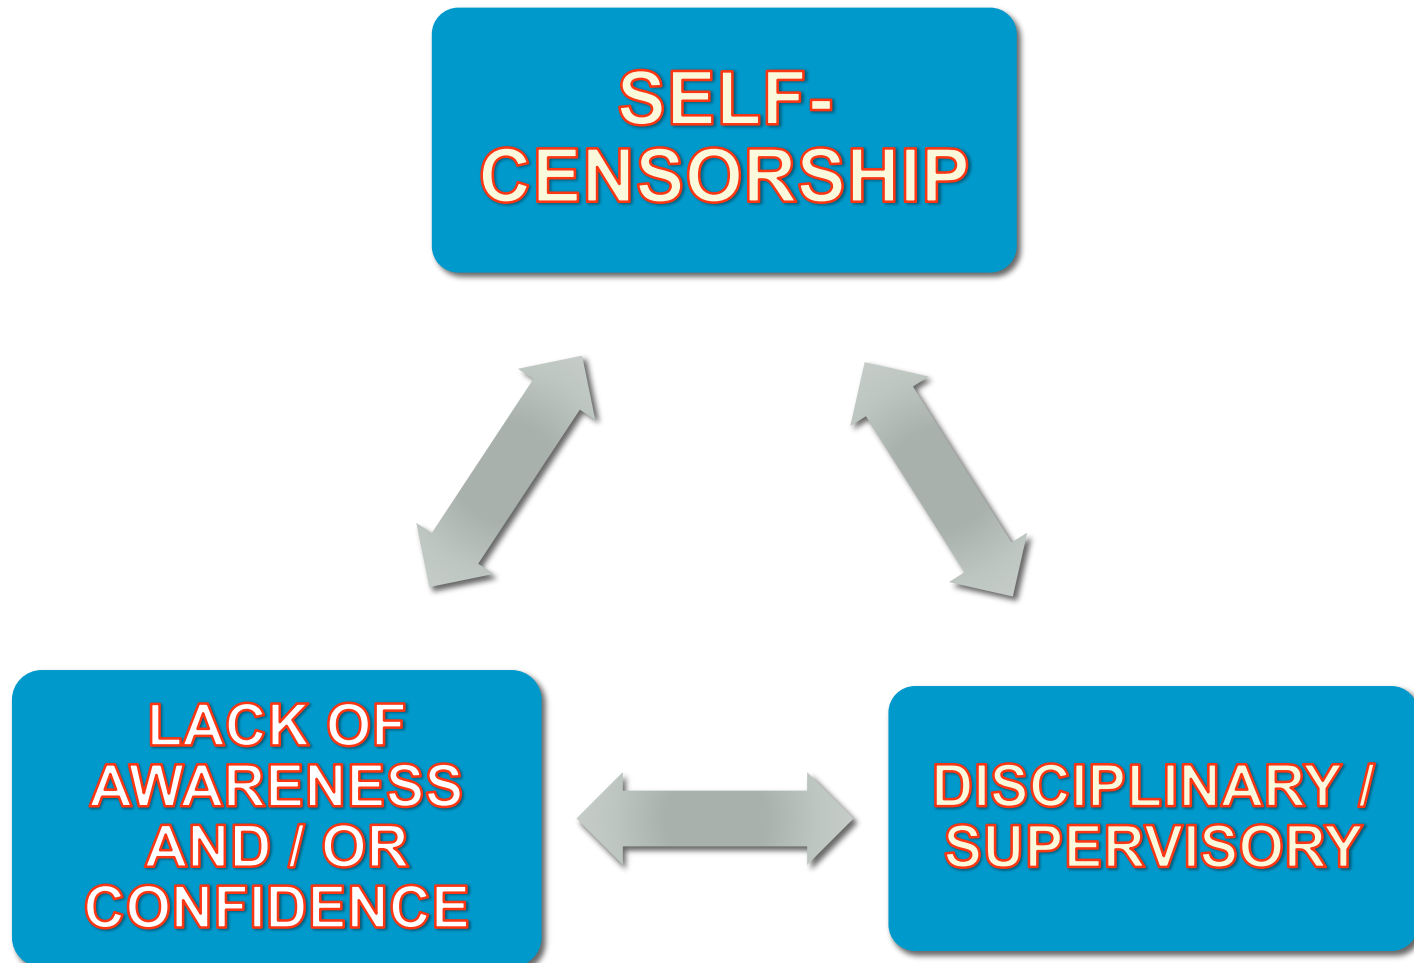 SELF-
CENSORSHIP
LACK OF
AWARENESS
AND / OR
CONFIDENCE
DISCIPLINARY /
SUPERVISORY